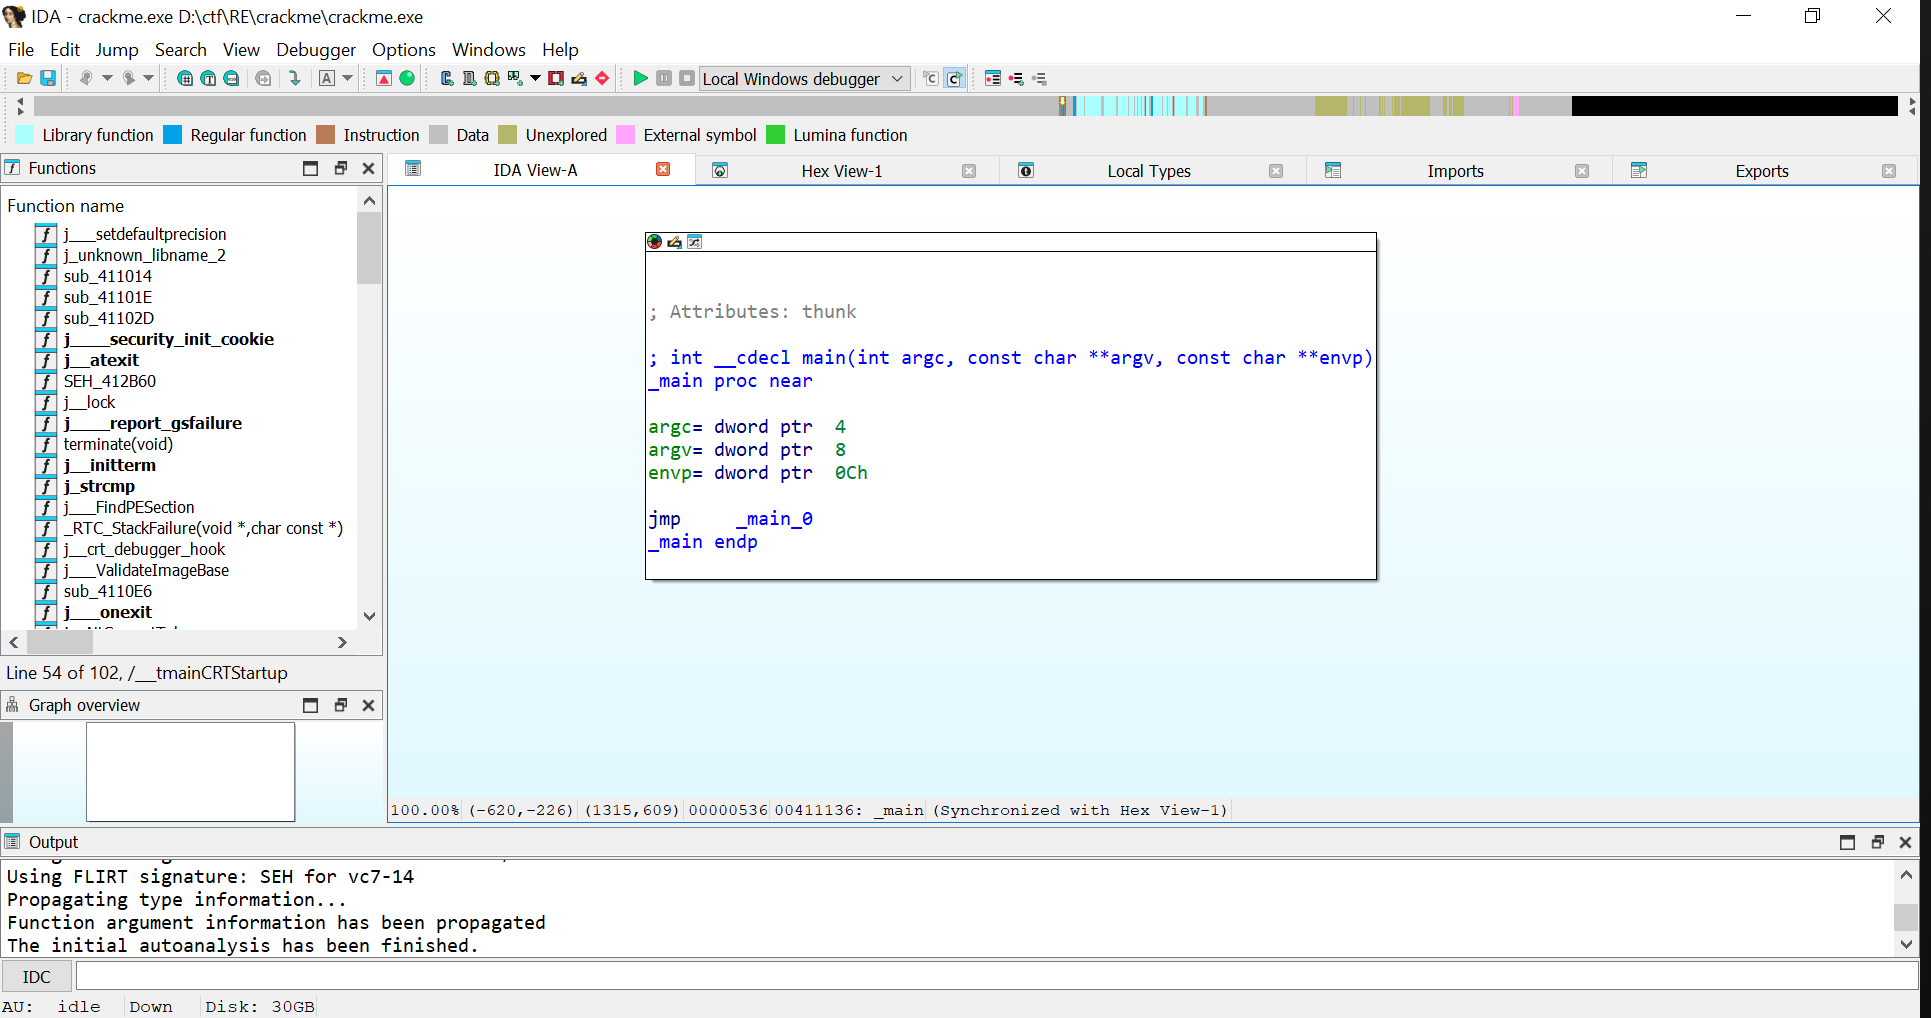 IDA - crackme.exe D:\ctf\RE\crackme\crackme.exe
File Edit Jump Search View Debugger Options Windows Help
Local Windows debugger
Library function Regular function Instruction Data Unexplored External symbol Lumina function
Functions
IDA View-A
Hex View-1
Local Types
Imports
Exports
Function name
j___setdefaultprecision
j_unknown_libname_2
sub_411014
sub_41101E
sub_41102D
j____security_init_cookie
j__atexit
SEH_412B60
j__lock
j____report_gsfailure
terminate(void)
j__initterm
j_strcmp
j___FindPESection
_RTC_StackFailure(void *,char const *)
j__crt_debugger_hook
j___ValidateImageBase
sub_4110E6
j___onexit
Line 54 of 102, /___tmainCRTStartup
Graph overview
; Attributes: thunk
; int __cdecl main(int argc, const char **argv, const char **envp)
_main proc near
argc= dword ptr  4
argv= dword ptr  8
envp= dword ptr  0Ch
jmp     _main_0
_main endp
100.00% (-620,-226) (1315,609) 00000536 00411136: _main (Synchronized with Hex View-1)
Output
Using FLIRT signature: SEH for vc7-14
Propagating type information...
Function argument information has been propagated
The initial autoanalysis has been finished.
IDC
AU: idle Down Disk: 30GB